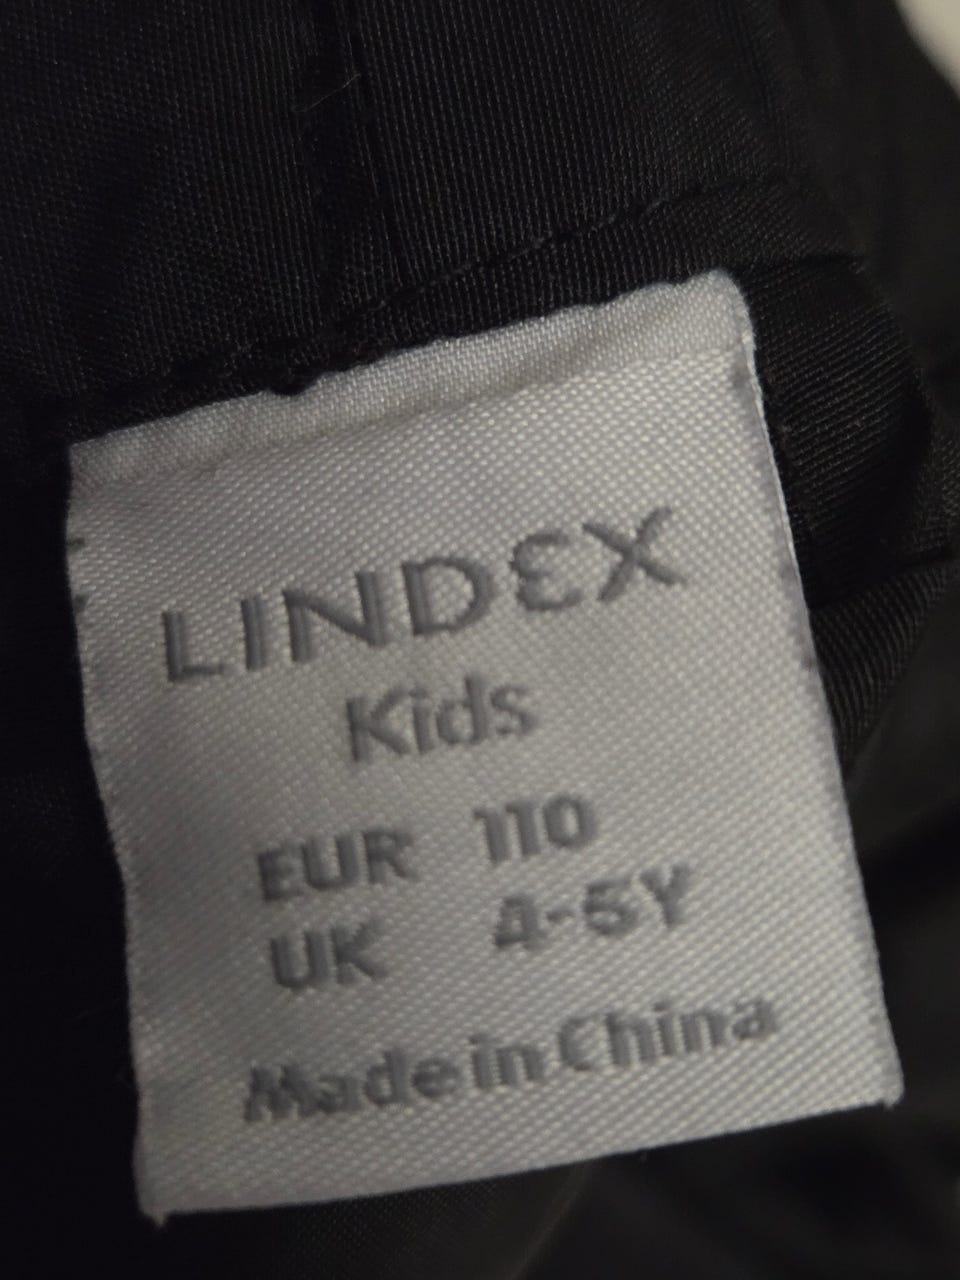 LINDEX
Kids
EUR 110
UK 4-5Y
Made in China